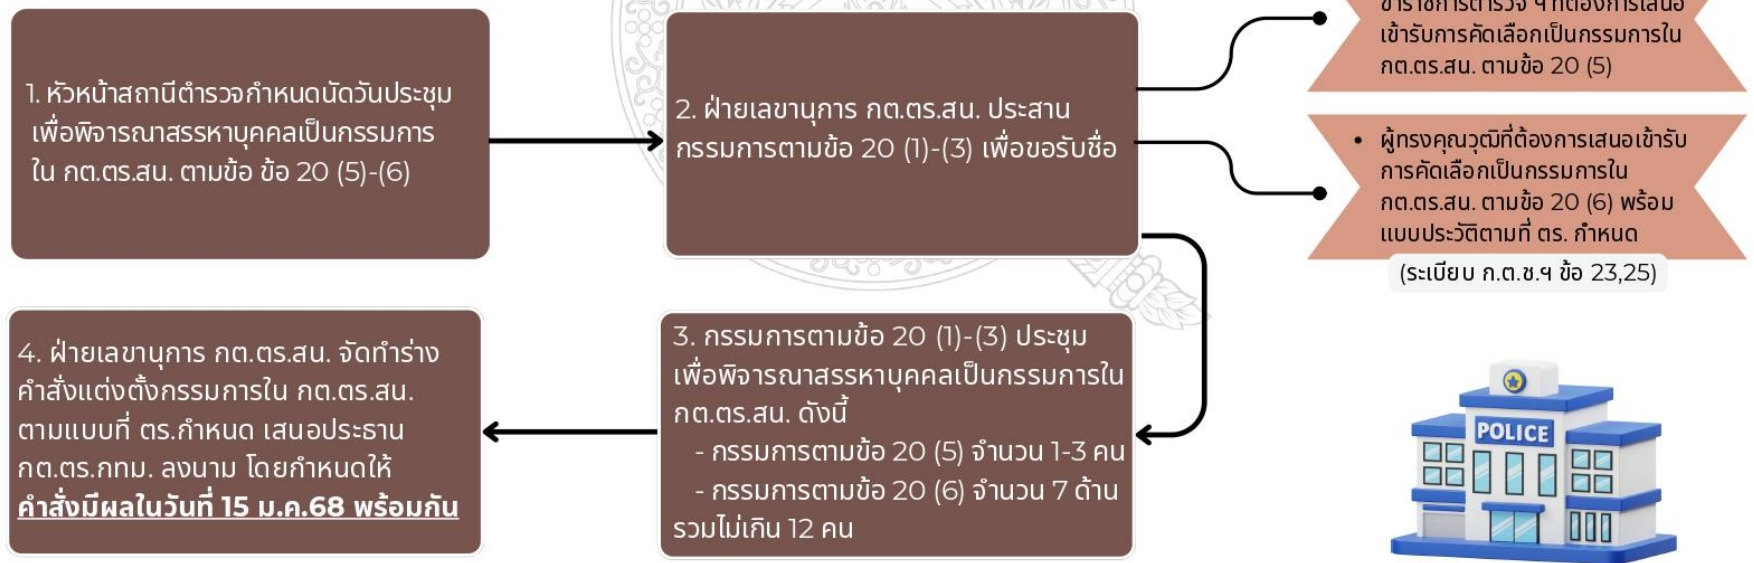 1. หัวหน้าสถานีตำรวจกำหนดนัดวันประชุม
เพื่อพิจารณาสรรหาบุคคลเป็นกรรมการ
ใน กต.ตร.สน. ตามข้อ ข้อ 20 (5)-(6)
2. ฝ่ายเลขานุการ กต.ตร.สน. ประสาน
กรรมการตามข้อ 20 (1)-(3) เพื่อขอรับชื่อ
ข้าราชการตำรวจ ฯ ที่ต้องการเสนอ
เข้ารับการคัดเลือกเป็นกรรมการใน
กต.ตร.สน. ตามข้อ 20 (5)
• ผู้ทรงคุณวุฒิที่ต้องการเสนอเข้ารับ
การคัดเลือกเป็นกรรมการใน
กต.ตร.สน. ตามข้อ 20 (6) พร้อม
แบบประวัติตามที่ ตร. กำหนด
(ระเบียบ ก.ต.ช.ฯ ข้อ 23,25)
3. กรรมการตามข้อ 20 (1)-(3) ประชุม
เพื่อพิจารณาสรรหาบุคคลเป็นกรรมการใน
กต.ตร.สน. ดังนี้
- กรรมการตามข้อ 20 (5) จำนวน 1-3 คน
- กรรมการตามข้อ 20 (6) จำนวน 7 ด้าน
รวมไม่เกิน 12 คน
4. ฝ่ายเลขานุการ กต.ตร.สน. จัดทำร่าง
คำสั่งแต่งตั้งกรรมการใน กต.ตร.สน.
ตามแบบที่ ตร.กำหนด เสนอประธาน
กต.ตร.กทม. ลงนาม โดยกำหนดให้
คำสั่งมีผลในวันที่ 15 ม.ค.68 พร้อมกัน
POLICE